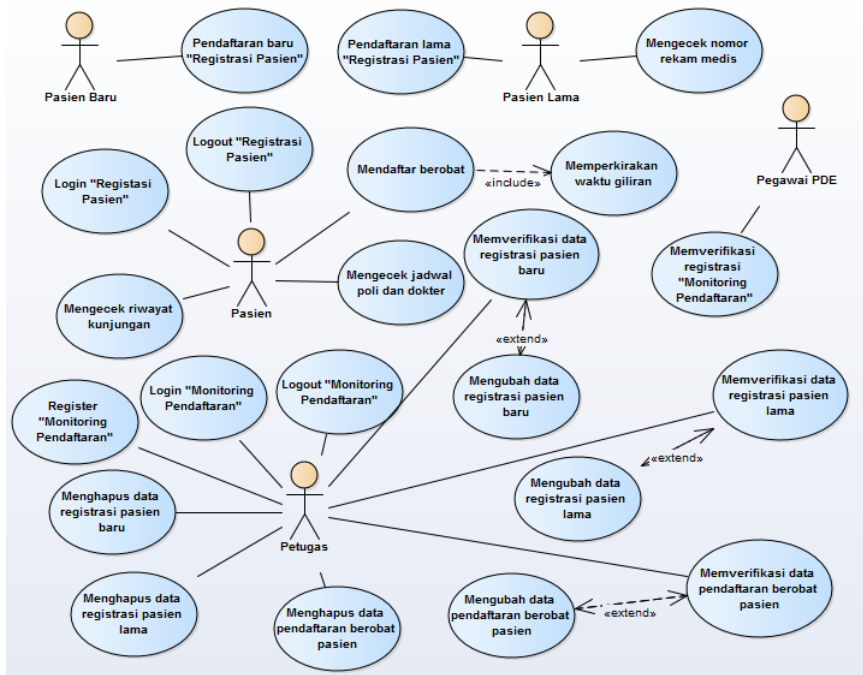 Pendaftaran baru
"Registrasi Pasien"
Pasien Baru
Pendaftaran lama
"Registrasi Pasien"
Pasien Lama
Mengecek nomor
rekam medis
Pegawai PDE
Logout "Registrasi
Pasien"
Login "Registasi
Pasien"
Mendaftar berobat
«include»
Memperkirakan
waktu giliran
Memverifikasi data
registrasi pasien
baru
Memverifikasi
registrasi
"Monitoring
Pendaftaran"
Mengecek jadwal
poli dan dokter
Pasien
Mengecek riwayat
kunjungan
«extend»
Mengubah data
registrasi pasien
baru
Memverifikasi data
registrasi pasien
lama
Register
"Monitoring
Pendaftaran"
Login "Monitoring
Pendaftaran"
Logout "Monitoring
Pendaftaran"
«extend»
Mengubah data
registrasi pasien
lama
Menghapus data
registrasi pasien
baru
Petugas
Menghapus data
registrasi pasien
lama
Menghapus data
pendaftaran berobat
pasien
Mengubah data
pendaftaran berobat
pasien
«extend»
Memverifikasi data
pendaftaran berobat
pasien